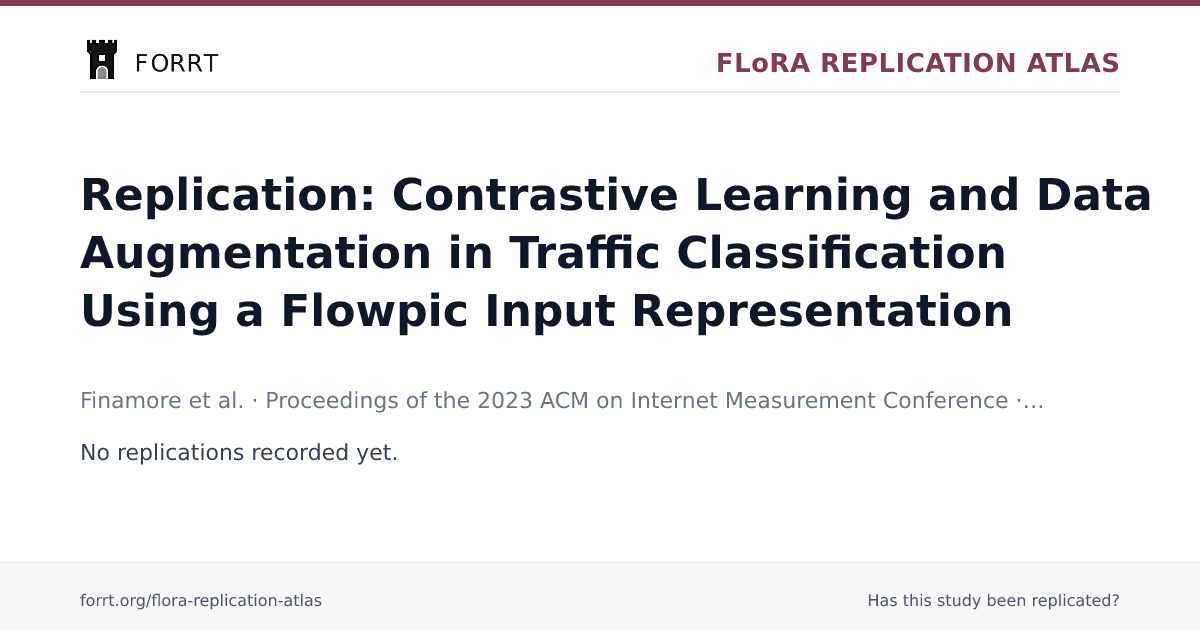 FORRT
FLoRA REPLICATION ATLAS
Replication: Contrastive Learning and Data
Augmentation in Traffic Classification
Using a Flowpic Input Representation
Finamore et al. · Proceedings of the 2023 ACM on Internet Measurement Conference ·…
No replications recorded yet.
forrt.org/flora-replication-atlas
Has this study been replicated?